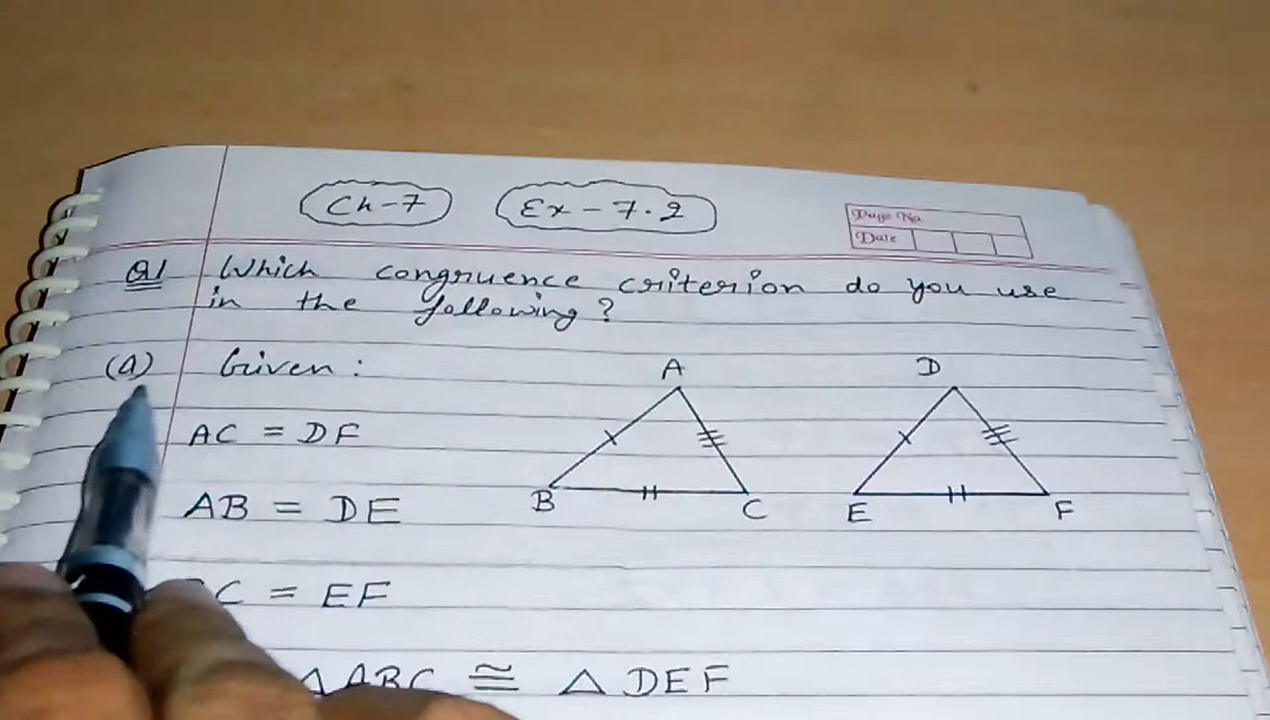 Ch-7 Ex-7.2
Page No.
Date
Q1 Which congruence criterion do you use
in the following?
(a) Given:
A D
AC = DF
B C E F
AB = DE
C = EF
△ ABC ≅ △ DEF